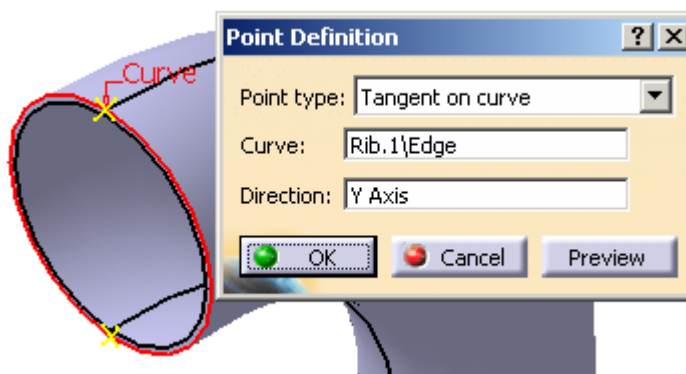 Point Definition
Curve
Point type: Tangent on curve
Curve: Rib.1\Edge
Direction: Y Axis
OK Cancel Preview